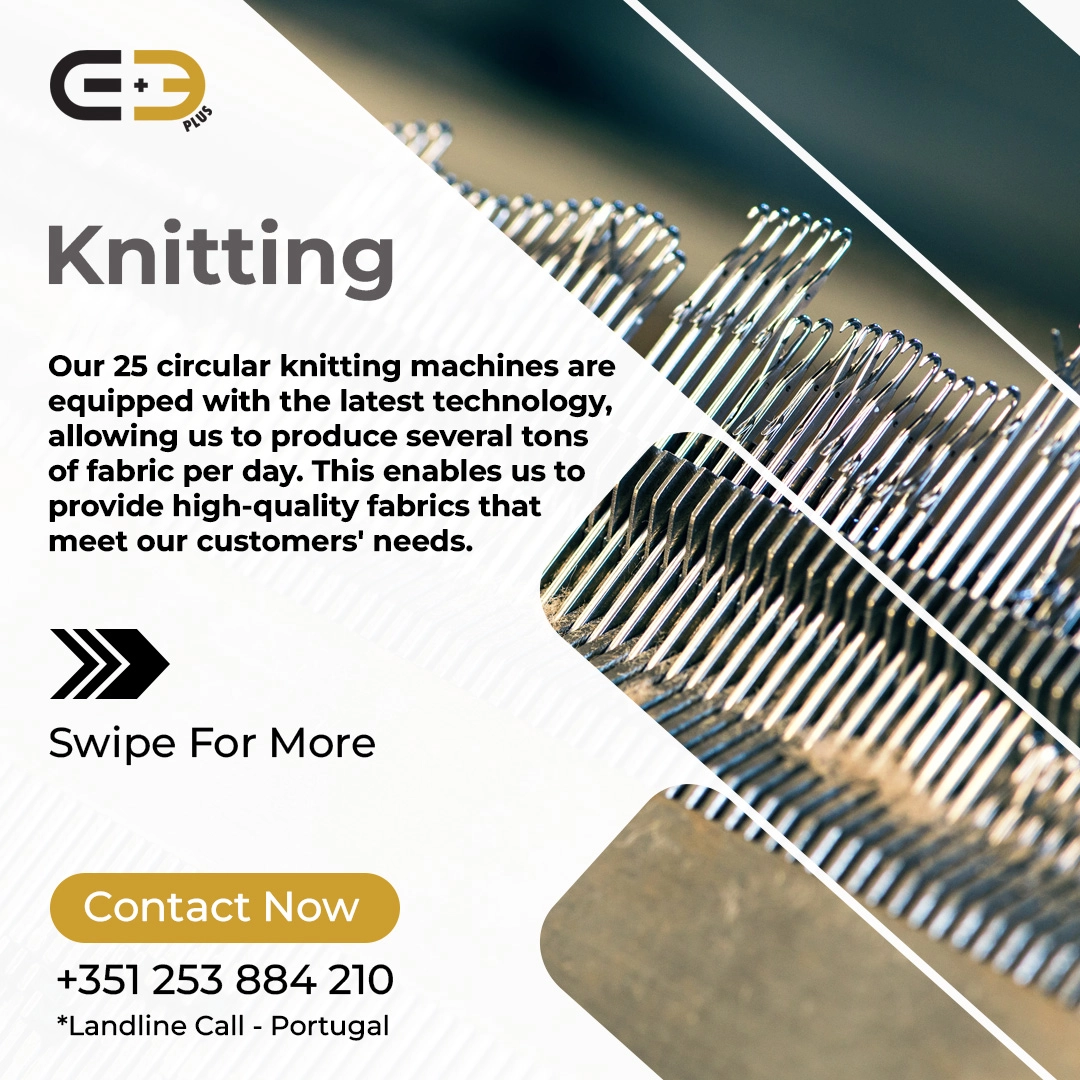 E+3
PLUS
Knitting
Our 25 circular knitting machines are
equipped with the latest technology,
allowing us to produce several tons
of fabric per day. This enables us to
provide high-quality fabrics that
meet our customers' needs.
Swipe For More
Contact Now
+351 253 884 210
*Landline Call - Portugal